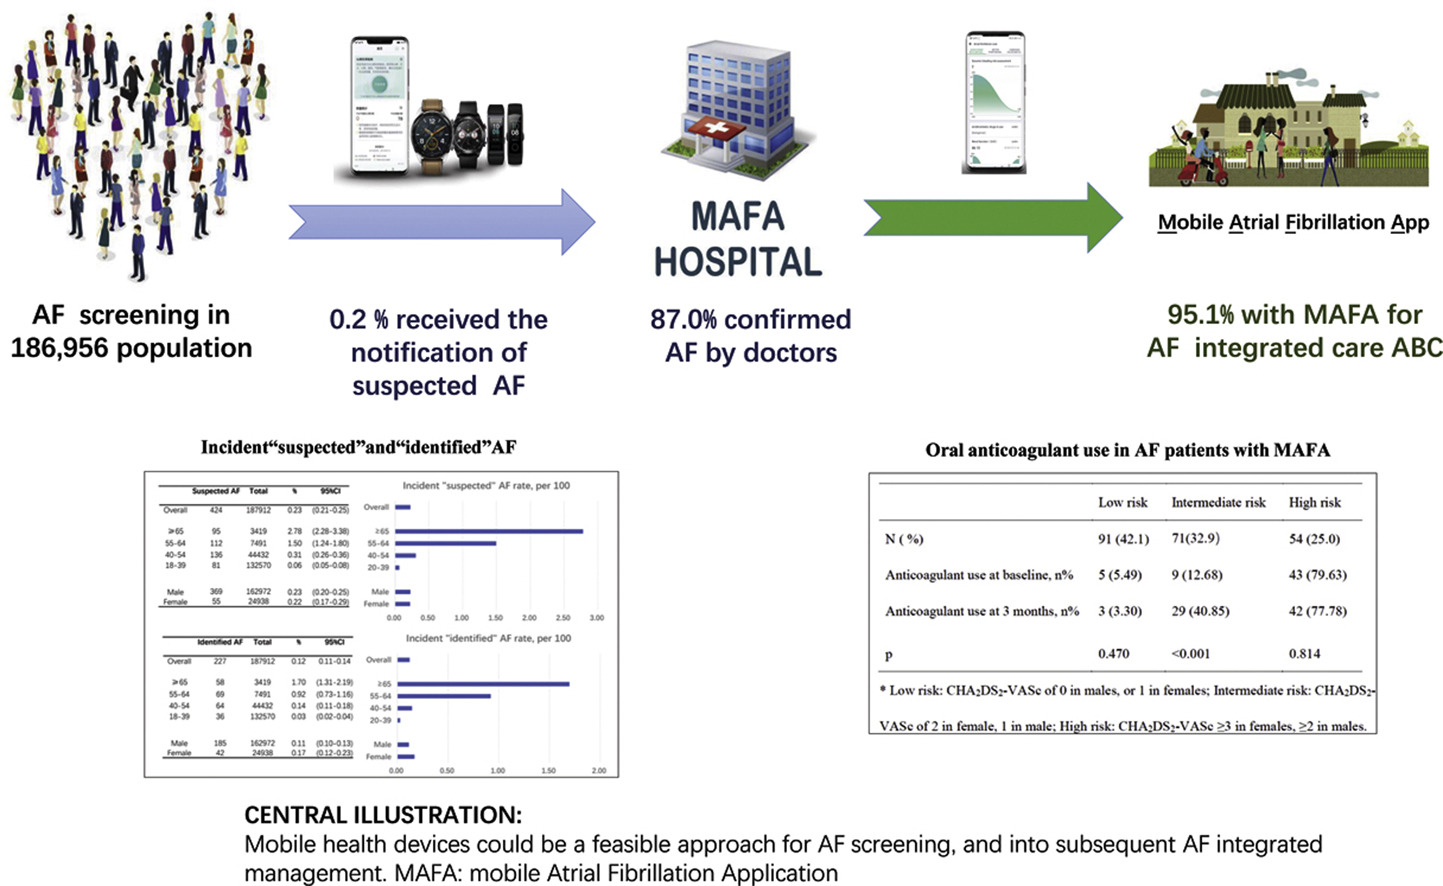 MAFA
HOSPITAL
Mobile Atrial Fibrillation App
AF screening in
186,956 population
0.2 % received the
notification of
suspected AF
87.0% confirmed
AF by doctors
95.1% with MAFA for
AF integrated care ABC
Incident“suspected”and“identified”AF
Suspected AF Total % 95%CI
Overall 424 187912 0.23 (0.21-0.25)
≥65 95 3419 2.78 (2.28-3.38)
55-64 112 7491 1.50 (1.24-1.80)
40-54 136 44432 0.31 (0.26-0.36)
18-39 81 132570 0.06 (0.05-0.08)
Male 369 162972 0.23 (0.20-0.25)
Female 55 24938 0.22 (0.17-0.29)
Incident "suspected" AF rate, per 100
Overall
≥65
55-64
40-54
20-39
Male
Female
0.00 0.50 1.00 1.50 2.00 2.50 3.00
Identified AF Total % 95%CI
Overall 227 187912 0.12 0.11-0.14
≥65 58 3419 1.70 (1.31-2.19)
55-64 69 7491 0.92 (0.73-1.16)
40-54 64 44432 0.14 (0.11-0.18)
18-39 36 132570 0.03 (0.02-0.04)
Male 185 162972 0.11 (0.10-0.13)
Female 42 24938 0.17 (0.12-0.23)
Incident "identified" AF rate, per 100
Overall
≥65
55-64
40-54
20-39
Male
Female
0.00 0.50 1.00 1.50 2.00
Oral anticoagulant use in AF patients with MAFA
Low risk Intermediate risk High risk
N ( %) 91 (42.1) 71(32.9) 54 (25.0)
Anticoagulant use at baseline, n% 5 (5.49) 9 (12.68) 43 (79.63)
Anticoagulant use at 3 months, n% 3 (3.30) 29 (40.85) 42 (77.78)
p 0.470 <0.001 0.814
* Low risk: CHA₂DS₂-VASc of 0 in males, or 1 in females; Intermediate risk: CHA₂DS₂-
VASc of 2 in female, 1 in male; High risk: CHA₂DS₂-VASc ≥3 in females, ≥2 in males.
CENTRAL ILLUSTRATION:
Mobile health devices could be a feasible approach for AF screening, and into subsequent AF integrated
management. MAFA: mobile Atrial Fibrillation Application